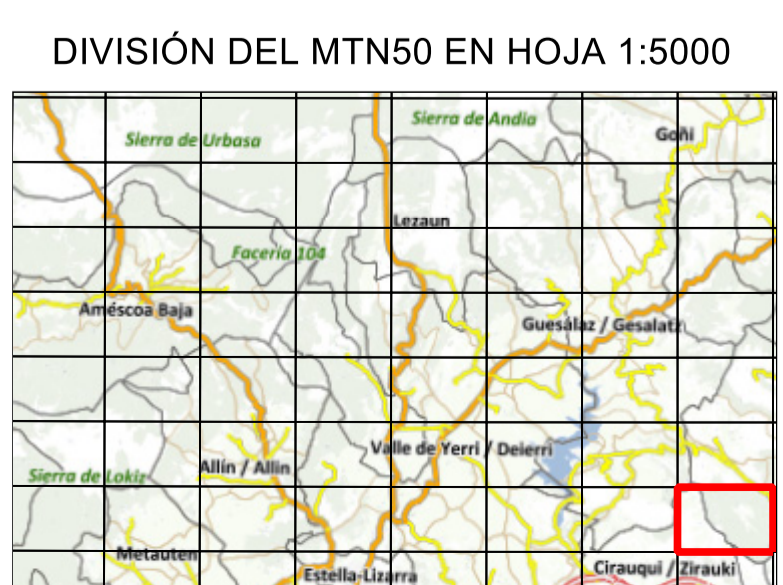 DIVISIÓN DEL MTN50 EN HOJA 1:5000
Sierra de Andia
Sierra de Urbasa
Goñi
Lezaun
Facería 104
Améscoa Baja
Guesálaz / Gesalatz
Valle de Yerri / Deierri
Allín / Allin
Sierra de Lokiz
Metauten
Cirauqui / Zirauki
Estella-Lizarra